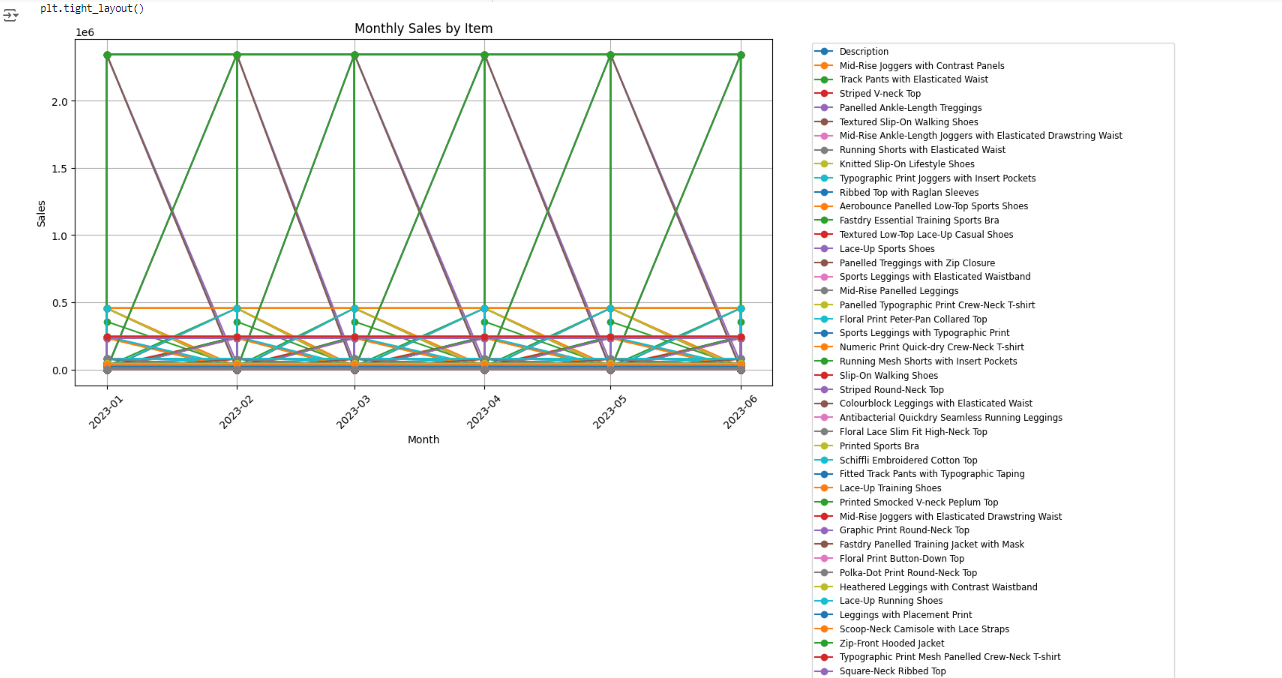 plt.tight_layout()
Monthly Sales by Item
1e6
2.0
1.5
1.0
0.5
0.0
Sales
2023-01
2023-02
2023-03
2023-04
2023-05
2023-06
Month
Description
Mid-Rise Joggers with Contrast Panels
Track Pants with Elasticated Waist
Striped V-neck Top
Panelled Ankle-Length Treggings
Textured Slip-On Walking Shoes
Mid-Rise Ankle-Length Joggers with Elasticated Drawstring Waist
Running Shorts with Elasticated Waist
Knitted Slip-On Lifestyle Shoes
Typographic Print Joggers with Insert Pockets
Ribbed Top with Raglan Sleeves
Aerobounce Panelled Low-Top Sports Shoes
Fastdry Essential Training Sports Bra
Textured Low-Top Lace-Up Casual Shoes
Lace-Up Sports Shoes
Panelled Treggings with Zip Closure
Sports Leggings with Elasticated Waistband
Mid-Rise Panelled Leggings
Panelled Typographic Print Crew-Neck T-shirt
Floral Print Peter-Pan Collared Top
Sports Leggings with Typographic Print
Numeric Print Quick-dry Crew-Neck T-shirt
Running Mesh Shorts with Insert Pockets
Slip-On Walking Shoes
Striped Round-Neck Top
Colourblock Leggings with Elasticated Waist
Antibacterial Quickdry Seamless Running Leggings
Floral Lace Slim Fit High-Neck Top
Printed Sports Bra
Schiffli Embroidered Cotton Top
Fitted Track Pants with Typographic Taping
Lace-Up Training Shoes
Printed Smocked V-neck Peplum Top
Mid-Rise Joggers with Elasticated Drawstring Waist
Graphic Print Round-Neck Top
Fastdry Panelled Training Jacket with Mask
Floral Print Button-Down Top
Polka-Dot Print Round-Neck Top
Heathered Leggings with Contrast Waistband
Lace-Up Running Shoes
Leggings with Placement Print
Scoop-Neck Camisole with Lace Straps
Zip-Front Hooded Jacket
Typographic Print Mesh Panelled Crew-Neck T-shirt
Square-Neck Ribbed Top